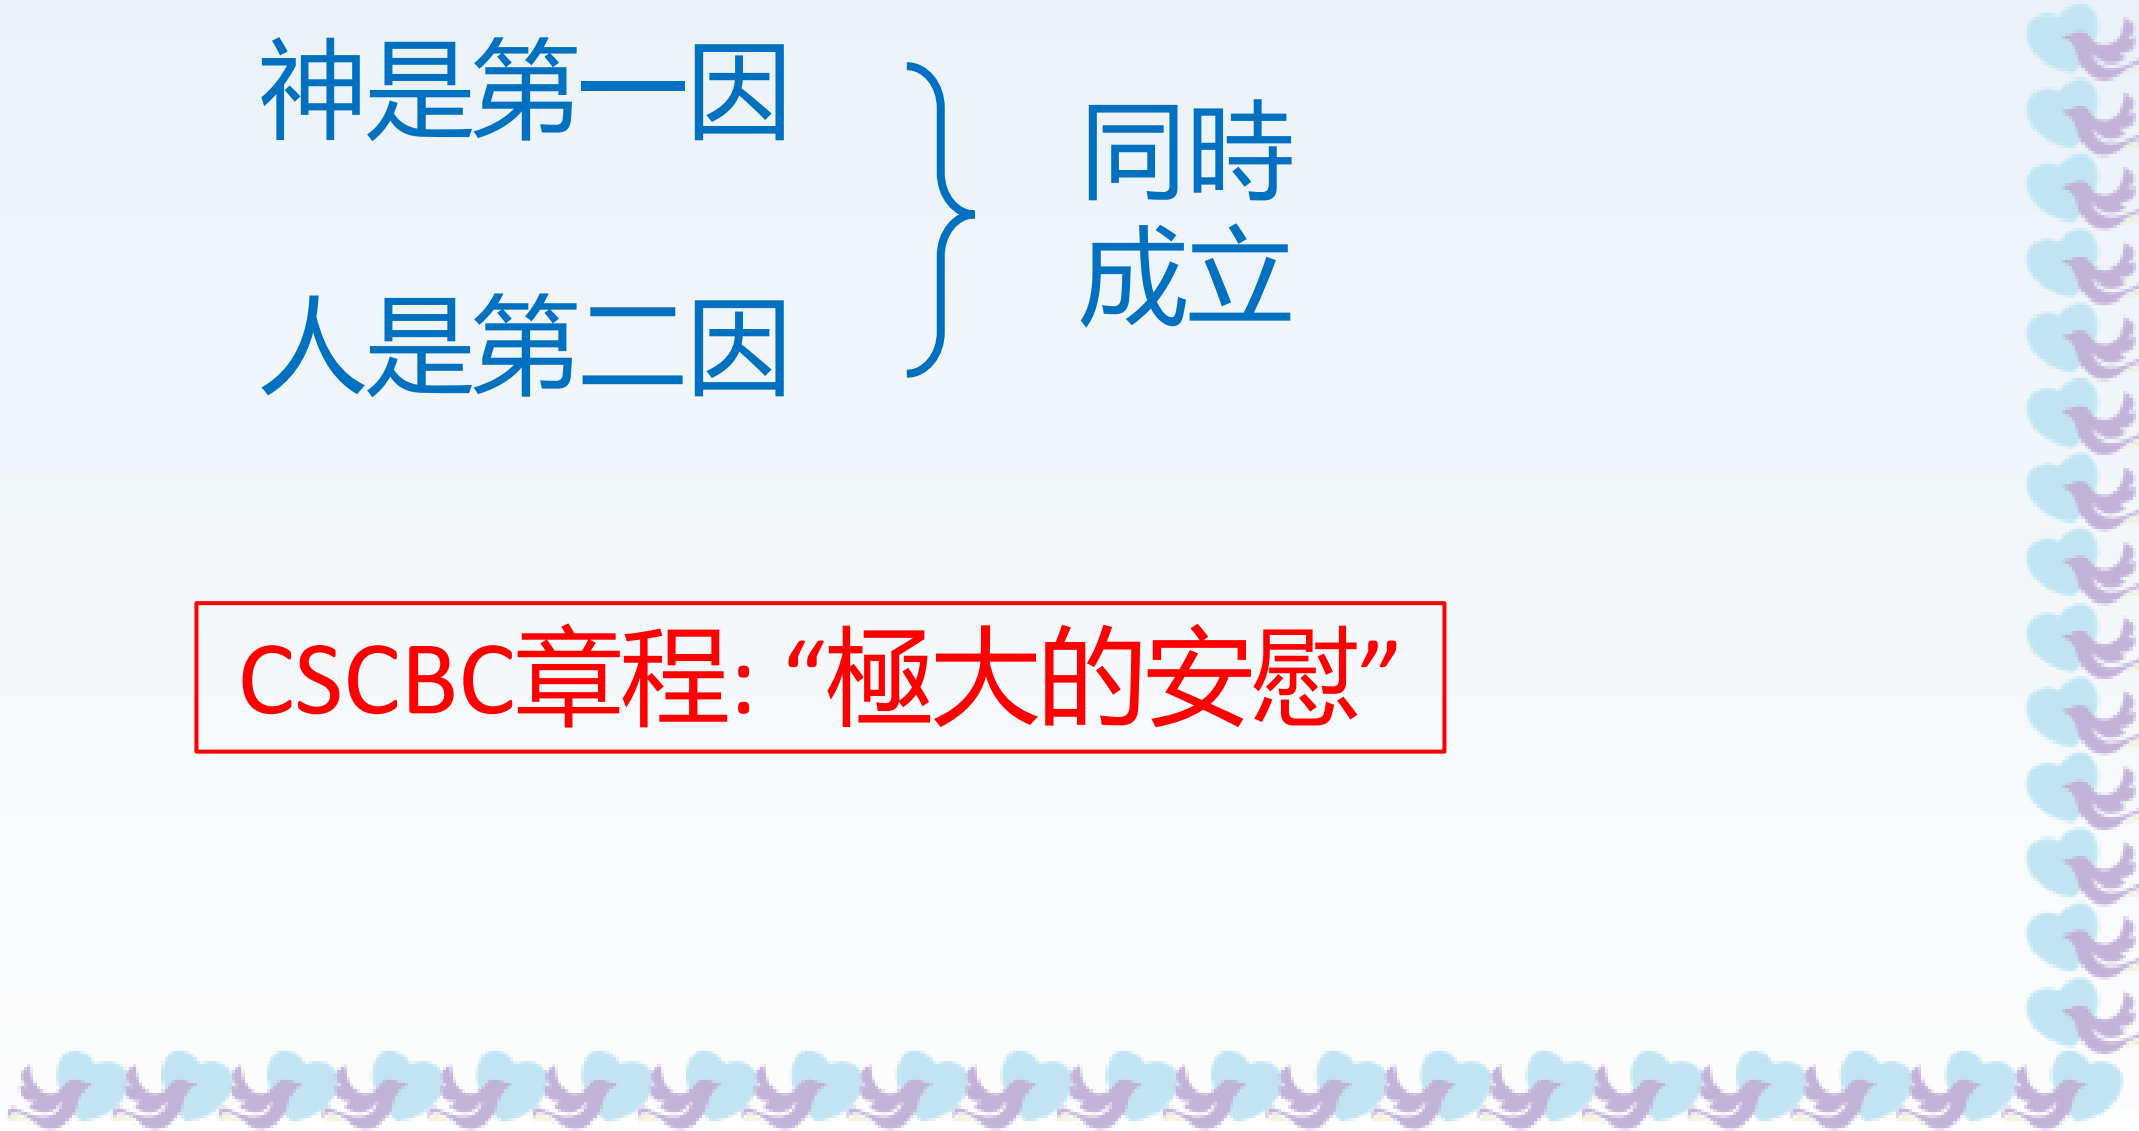 神是第一因
同時
成立
人是第二因
CSCBC章程: “極大的安慰”